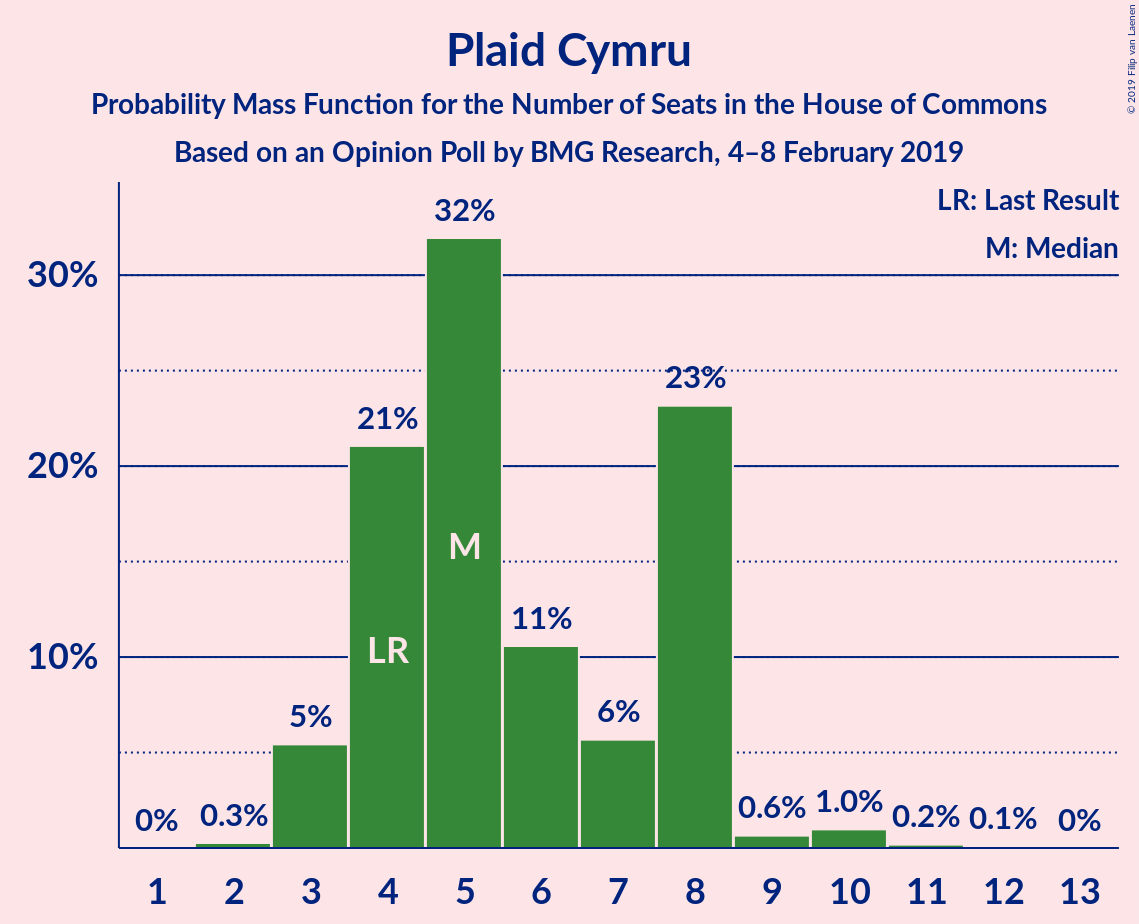 Plaid Cymru
Probability Mass Function for the Number of Seats in the House of Commons
Based on an Opinion Poll by BMG Research, 4–8 February 2019
© 2019 Filip van Laenen
LR: Last Result
M: Median
30%
20%
10%
0%
0.3%
5%
21%
32%
11%
6%
23%
0.6%
1.0%
0.2%
0.1%
0%
LR
M
1 2 3 4 5 6 7 8 9 10 11 12 13